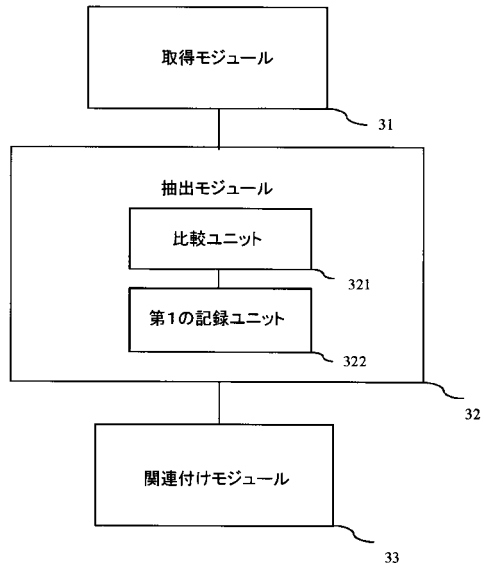 取得モジュール
31
抽出モジュール
比較ユニット
321
第1の記録ユニット
322
32
関連付けモジュール
33